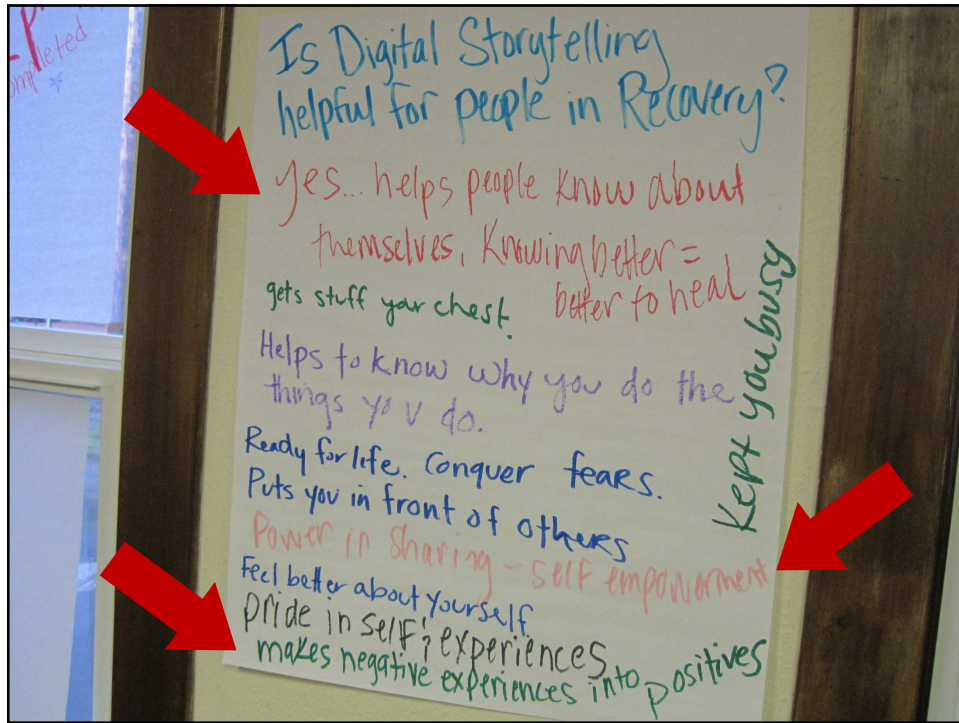 Is Digital Storytelling
helpful for people in Recovery?
yes... helps people know about
themselves, Knowing better =
better to heal
gets stuff your chest.
Helps to know why you do the
things you do.
Ready for life. Conquer fears.
Puts you in front of others
Power in Sharing - self empowerment
Feel better about yourself
pride in self & experiences
makes negative experiences into positives
Kept you busy